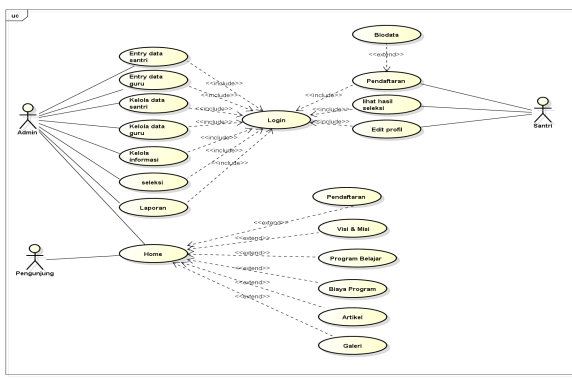 uc
Biodata
<<extend>>
Entry data
santri
Entry data
guru
Kelola data
santri
Kelola data
guru
Kelola
informasi
seleksi
Laporan
<<include>>
<<include>>
<<include>>
<<include>>
<<include>>
<<include>>
<<include>>
Login
<<include>>
<<include>>
<<include>>
Pendaftaran
lihat hasil
seleksi
Edit profil
Admin
Santri
Pengunjung
Home
<<extend>>
<<extend>>
<<extend>>
<<extend>>
<<extend>>
<<extend>>
Pendaftaran
Visi & Misi
Program Belajar
Biaya Program
Artikel
Galeri